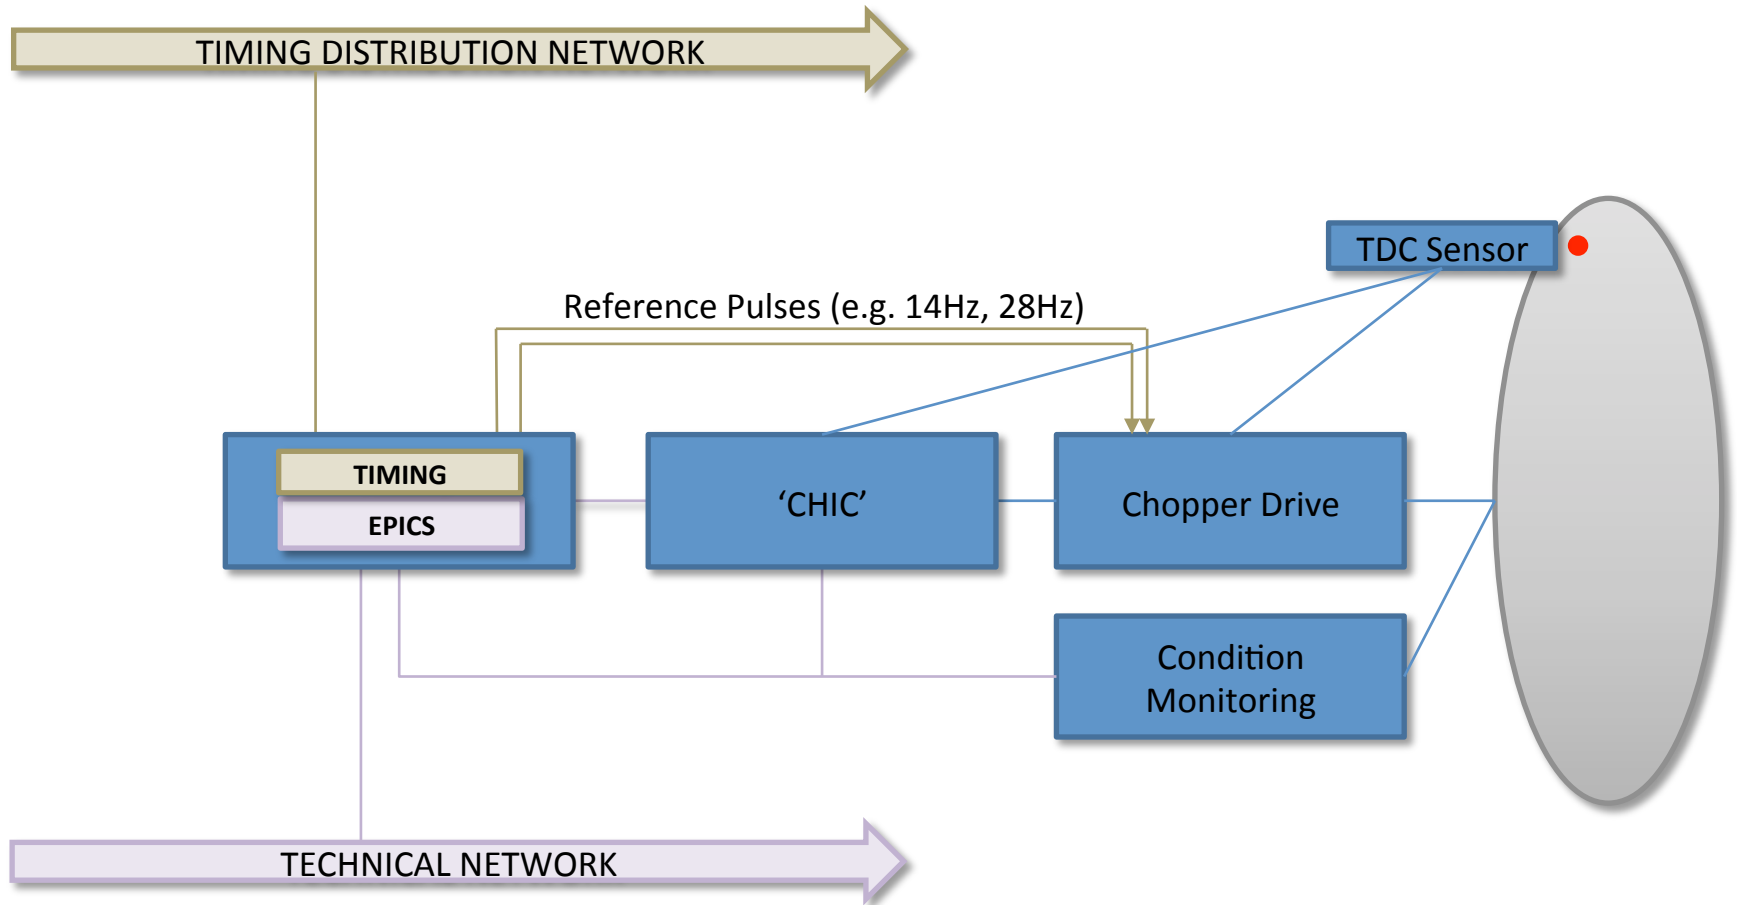 TIMING DISTRIBUTION NETWORK
TDC Sensor
Reference Pulses (e.g. 14Hz, 28Hz)
TIMING
EPICS
‘CHIC’
Chopper Drive
Condition
Monitoring
TECHNICAL NETWORK